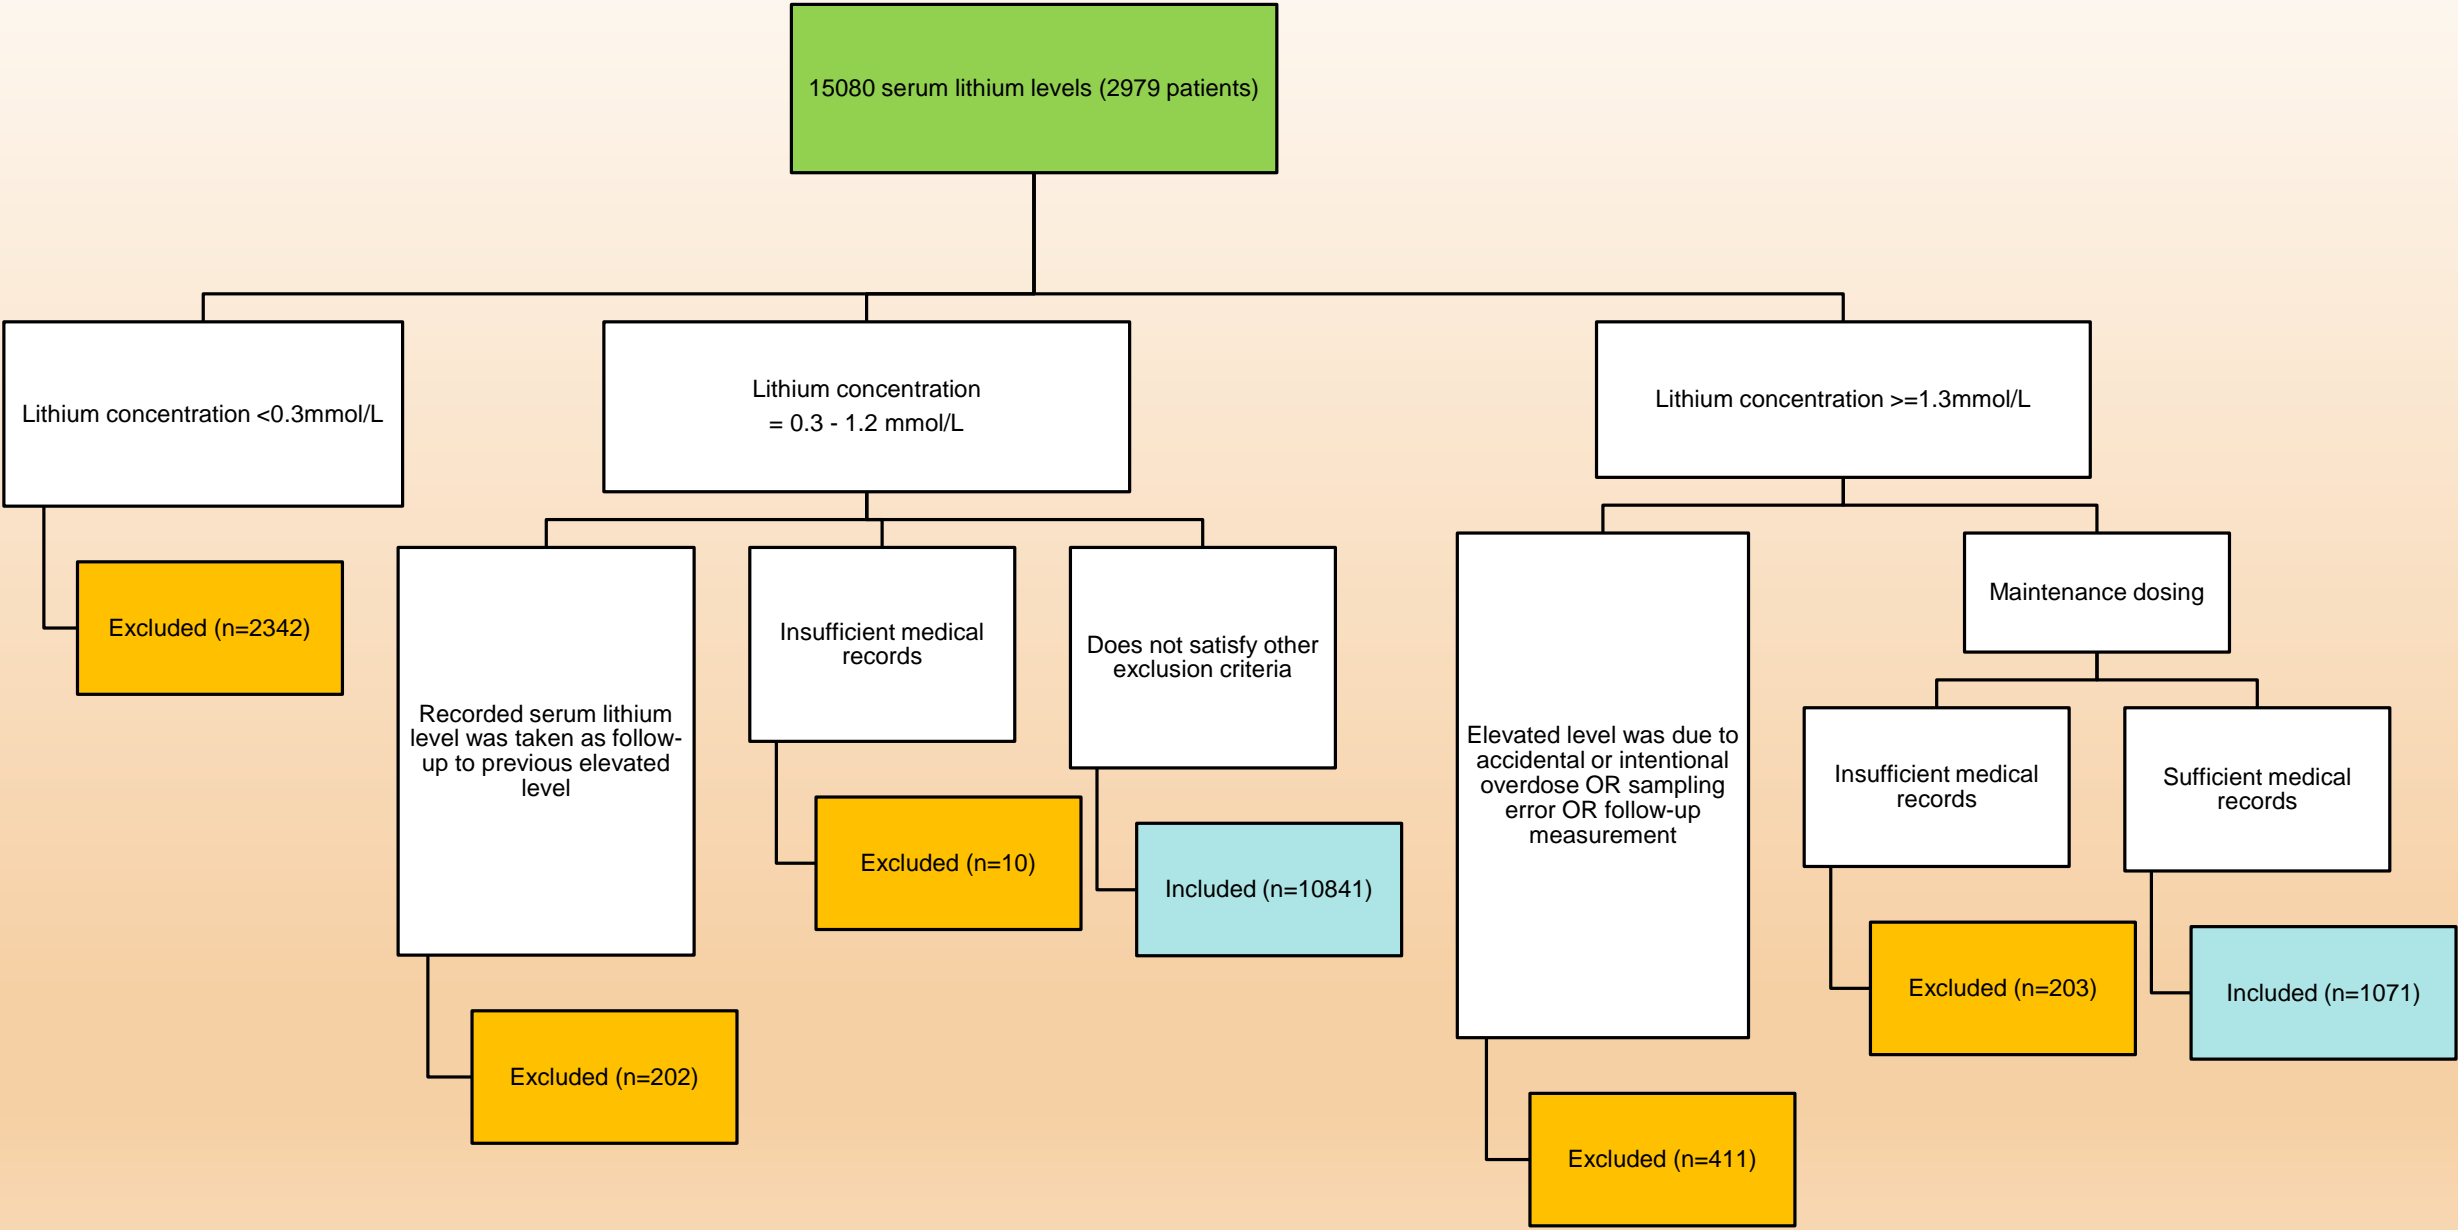 15080 serum lithium levels (2979 patients)
Lithium concentration <0.3mmol/L
Excluded (n=2342)
Lithium concentration
= 0.3 - 1.2 mmol/L
Recorded serum lithium
level was taken as follow-
up to previous elevated
level
Excluded (n=202)
Insufficient medical
records
Excluded (n=10)
Does not satisfy other
exclusion criteria
Included (n=10841)
Lithium concentration >=1.3mmol/L
Elevated level was due to
accidental or intentional
overdose OR sampling
error OR follow-up
measurement
Excluded (n=411)
Maintenance dosing
Insufficient medical
records
Excluded (n=203)
Sufficient medical
records
Included (n=1071)